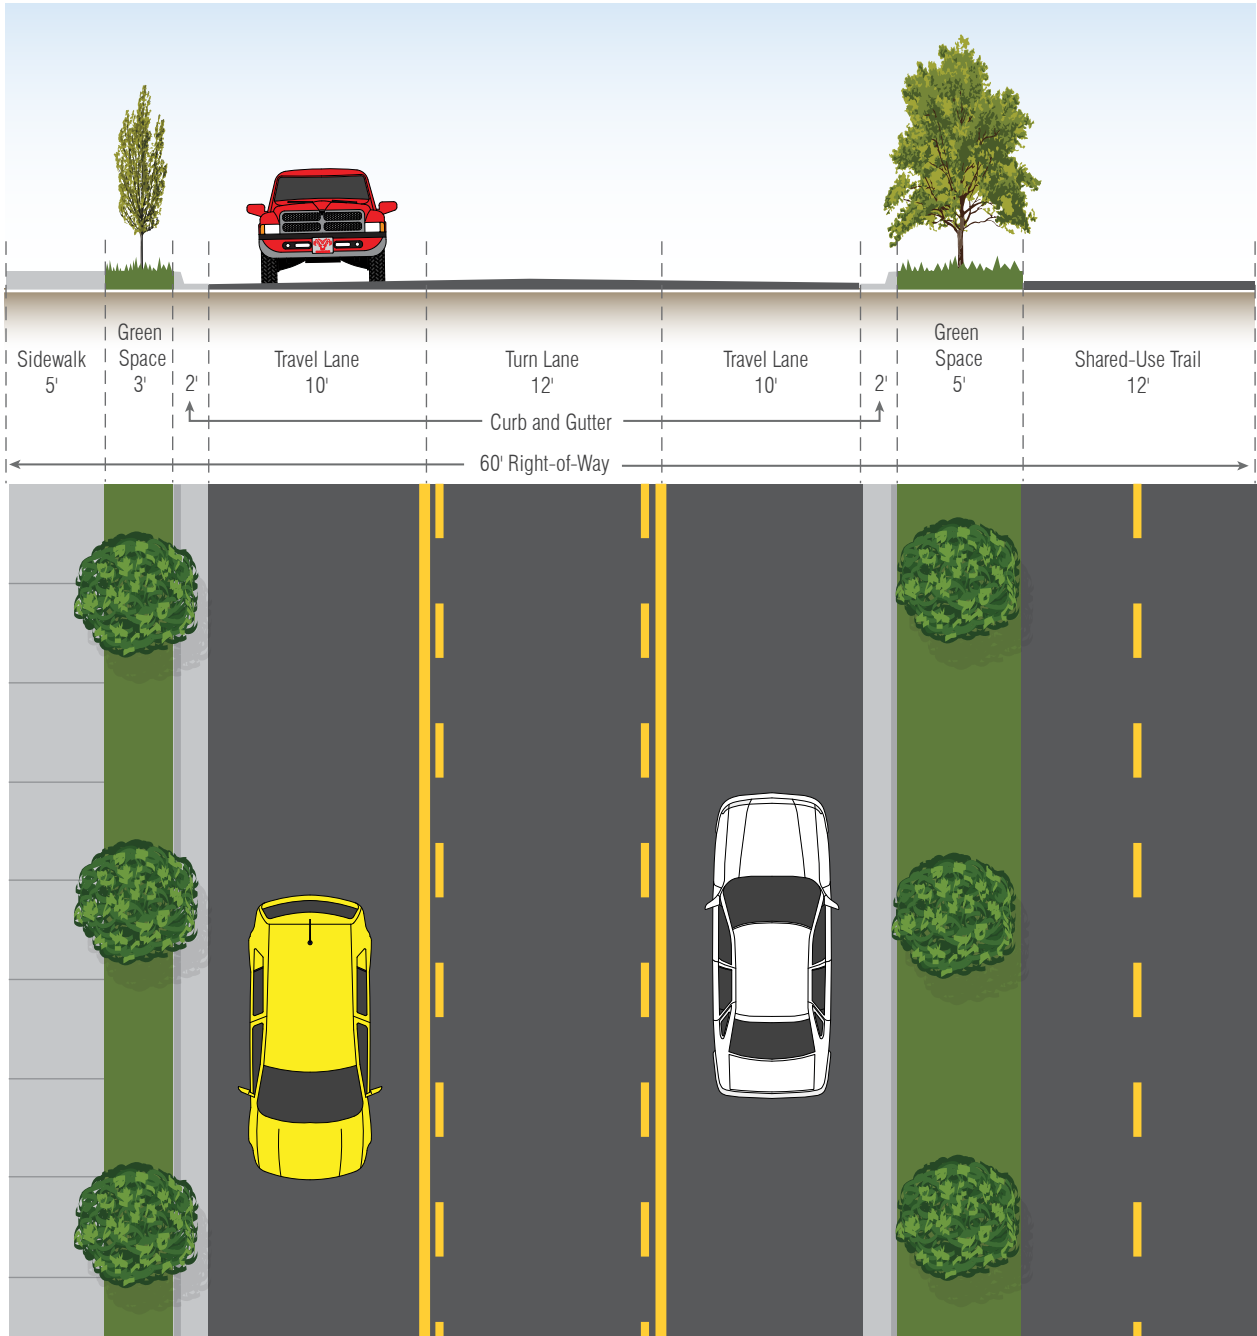 Sidewalk
5'
Green
Space
3'
2'
Travel Lane
10'
Turn Lane
12'
Travel Lane
10'
2'
Green
Space
5'
Shared-Use Trail
12'
Curb and Gutter
60' Right-of-Way